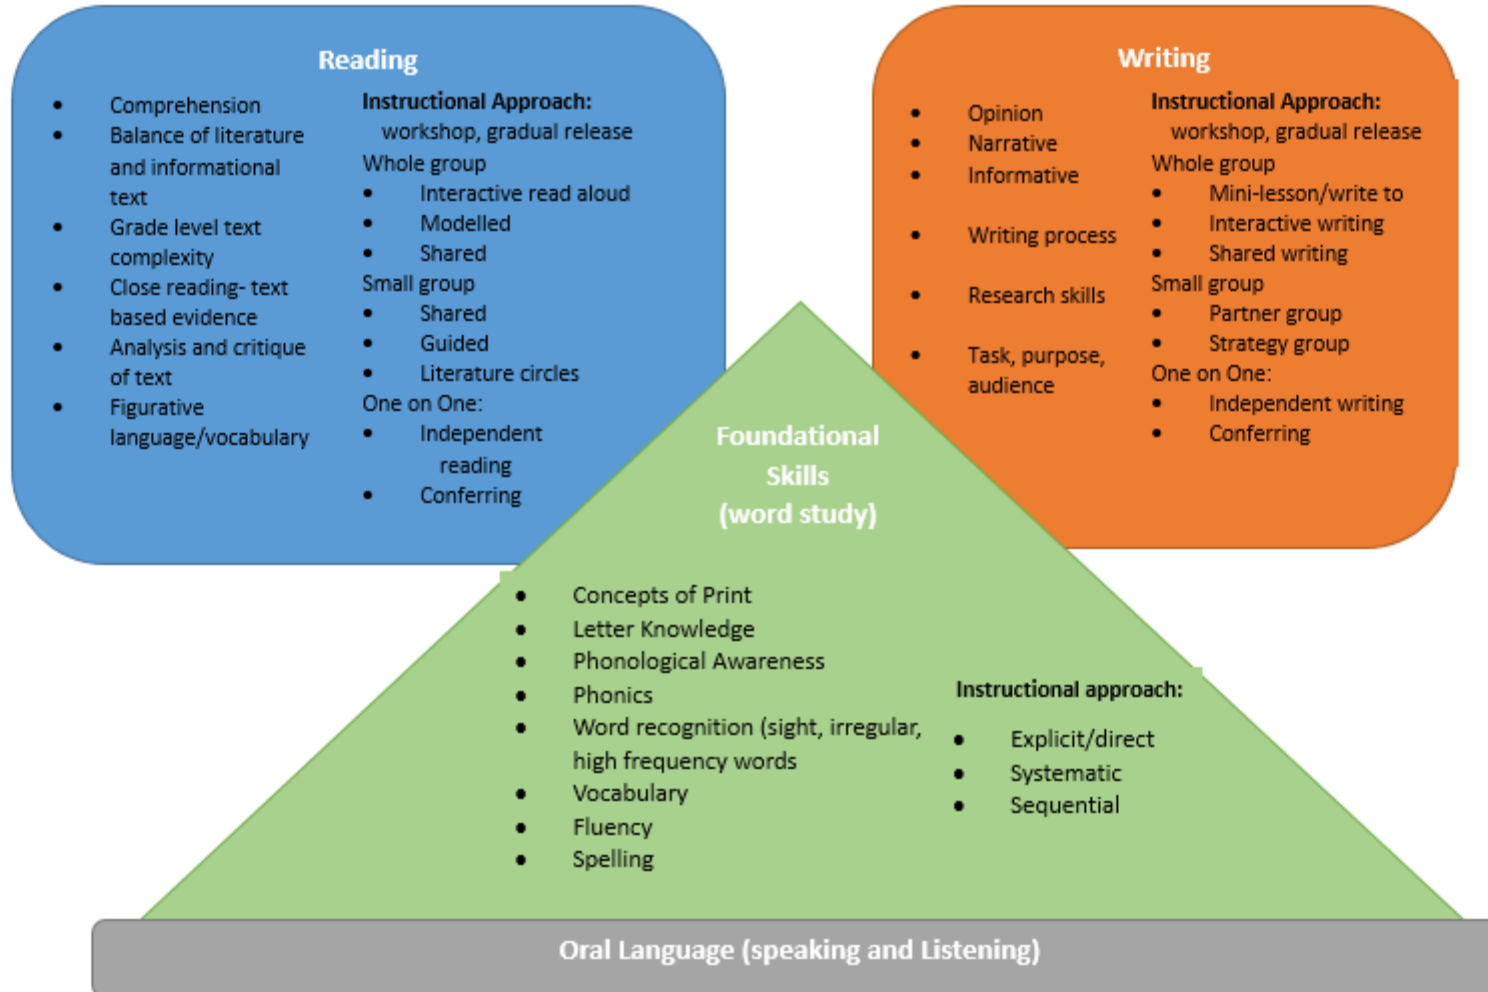 Reading
• Comprehension
• Balance of literature
and informational
text
• Grade level text
complexity
• Close reading- text
based evidence
• Analysis and critique
of text
• Figurative
language/vocabulary
Instructional Approach:
workshop, gradual release
Whole group
• Interactive read aloud
• Modelled
• Shared
Small group
• Shared
• Guided
• Literature circles
One on One:
• Independent
reading
• Conferring
Writing
• Opinion
• Narrative
• Informative
• Writing process
• Research skills
• Task, purpose,
audience
Instructional Approach:
workshop, gradual release
Whole group
• Mini-lesson/write to
• Interactive writing
• Shared writing
Small group
• Partner group
• Strategy group
One on One:
• Independent writing
• Conferring
Foundational
Skills
(word study)
• Concepts of Print
• Letter Knowledge
• Phonological Awareness
• Phonics
• Word recognition (sight, irregular,
high frequency words
• Vocabulary
• Fluency
• Spelling
Instructional approach:
• Explicit/direct
• Systematic
• Sequential
Oral Language (speaking and Listening)